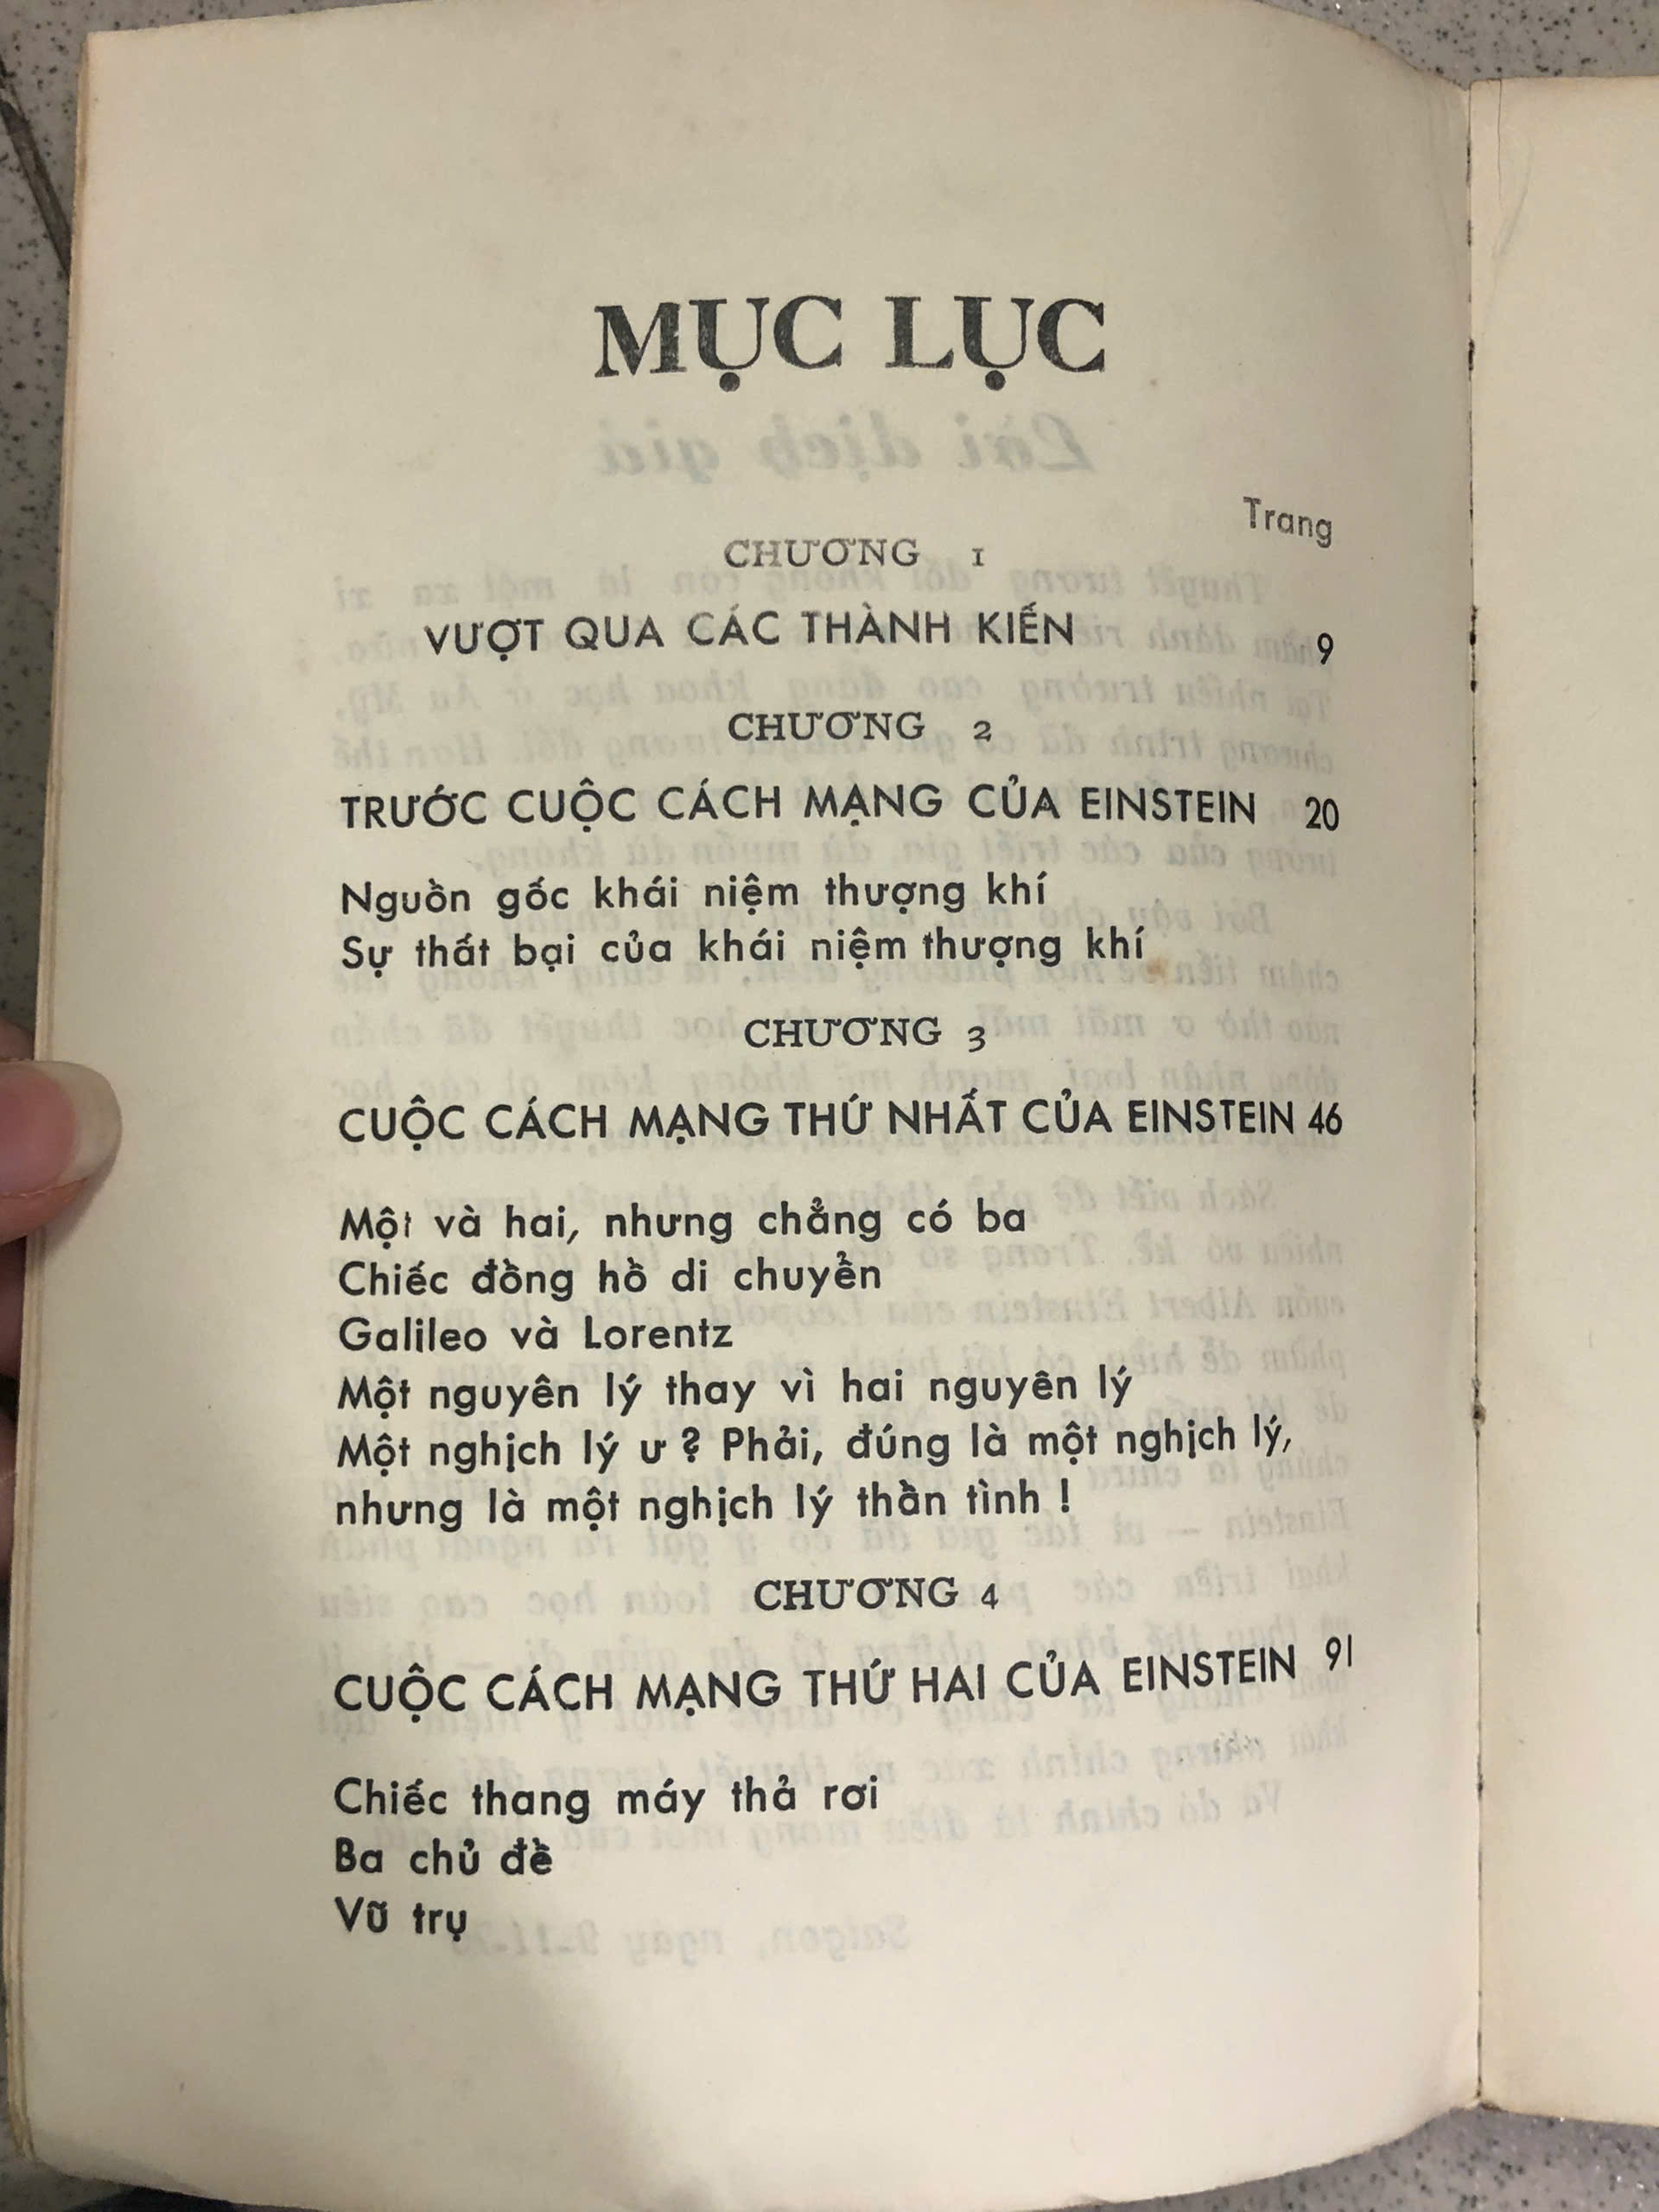 MỤC LỤC
Trang
CHƯƠNG 1
VƯỢT QUA CÁC THÀNH KIẾN 9
CHƯƠNG 2
TRƯỚC CUỘC CÁCH MẠNG CỦA EINSTEIN 20
Nguồn gốc khái niệm thượng khí
Sự thất bại của khái niệm thượng khí
CHƯƠNG 3
CUỘC CÁCH MẠNG THỨ NHẤT CỦA EINSTEIN 46
Một và hai, nhưng chẳng có ba
Chiếc đồng hồ di chuyển
Galileo và Lorentz
Một nguyên lý thay vì hai nguyên lý
Một nghịch lý ư ? Phải, đúng là một nghịch lý,
nhưng là một nghịch lý thần tình !
CHƯƠNG 4
CUỘC CÁCH MẠNG THỨ HAI CỦA EINSTEIN 91
Chiếc thang máy thả rơi
Ba chủ đề
Vũ trụ